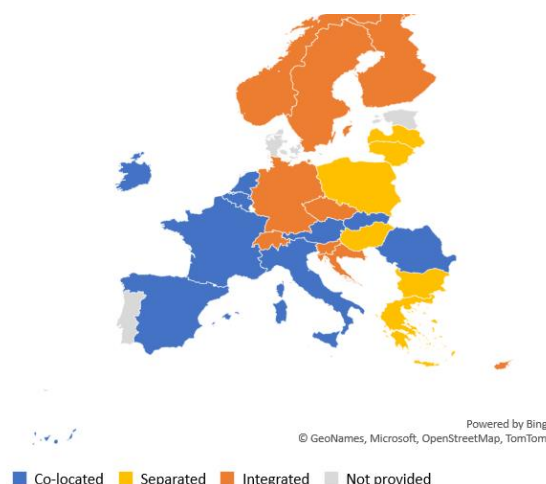 Powered by Bing
© GeoNames, Microsoft, OpenStreetMap, TomTom
Co-located Separated Integrated Not provided